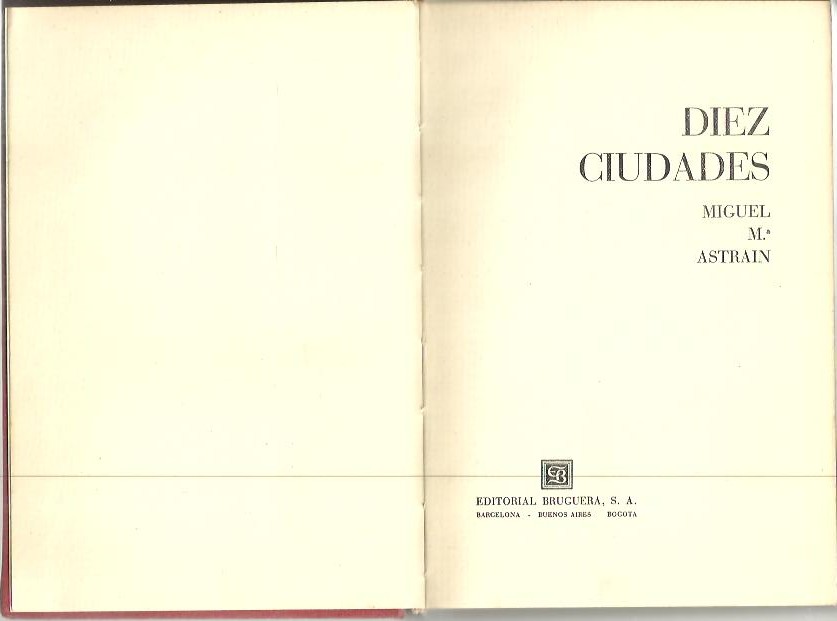 DIEZ
CIUDADES
MIGUEL
M.ª
ASTRAIN
EDITORIAL BRUGUERA, S. A.
BARCELONA - BUENOS AIRES BOGOTA